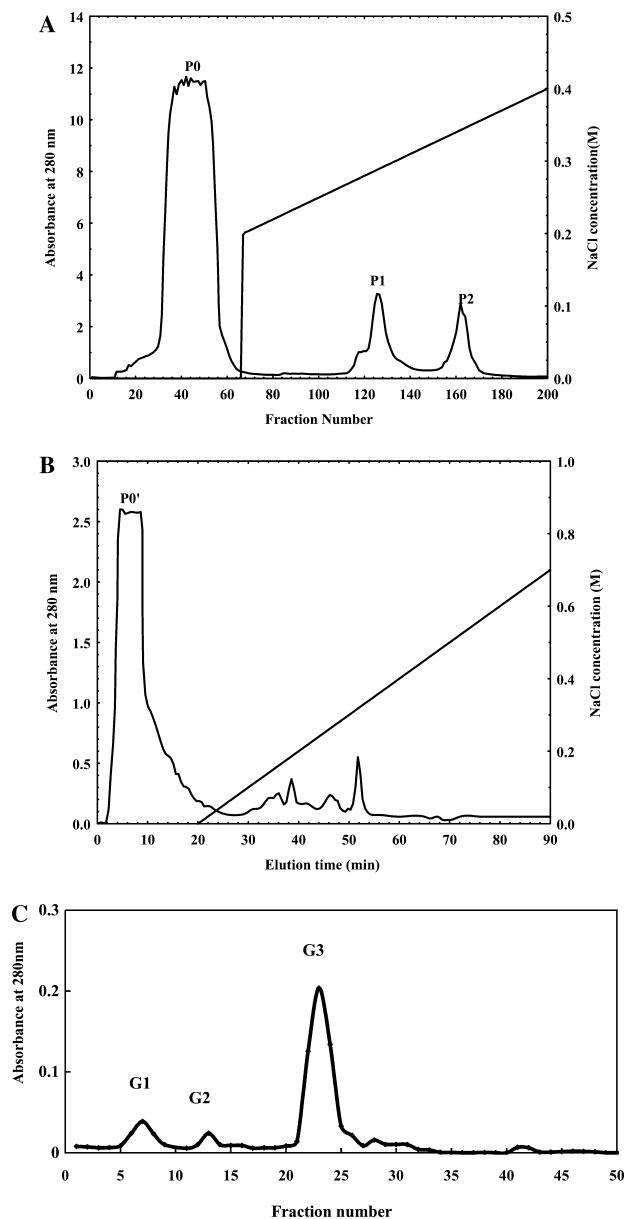 A
Absorbance at 280 nm
14
12
10
8
6
4
2
0
P0
P1
P2
0.5
0.4
0.3
0.2
0.1
0.0
NaCl concentration(M)
0 20 40 60 80 100 120 140 160 180 200
Fraction Number
B
Absorbance at 280 nm
3.0
2.5
2.0
1.5
1.0
0.5
0.0
P0'
1.0
0.8
0.6
0.4
0.2
0.0
NaCl concentration (M)
0 10 20 30 40 50 60 70 80 90
Elution time (min)
C
Absorbance at 280nm
0.3
0.2
0.1
0
G1
G2
G3
0 5 10 15 20 25 30 35 40 45 50
Fraction number